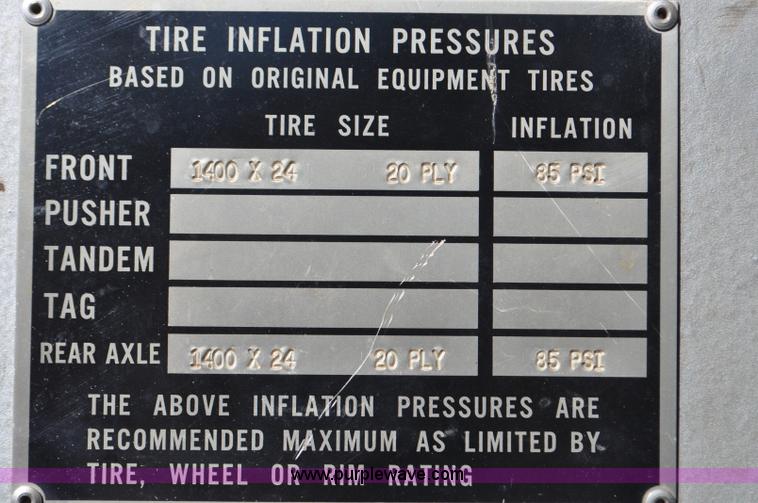 TIRE INFLATION PRESSURES
BASED ON ORIGINAL EQUIPMENT TIRES
TIRE SIZE INFLATION
FRONT 1400 X 24 20 PLY 85 PSI
PUSHER
TANDEM
TAG
REAR AXLE 1400 X 24 20 PLY 85 PSI
THE ABOVE INFLATION PRESSURES ARE
RECOMMENDED MAXIMUM AS LIMITED BY
TIRE, WHEEL OR RIM RATING
www.purplewave.com